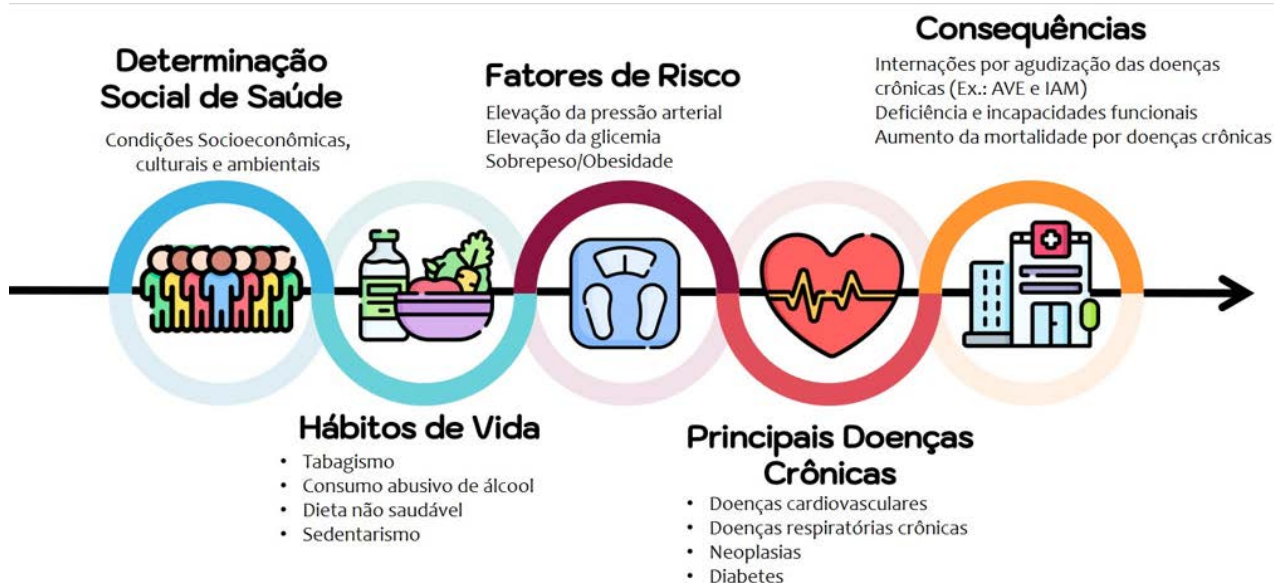 Determinação
Social de Saúde
Condições Socioeconômicas,
culturais e ambientais
Hábitos de Vida
• Tabagismo
• Consumo abusivo de álcool
• Dieta não saudável
• Sedentarismo
Fatores de Risco
Elevação da pressão arterial
Elevação da glicemia
Sobrepeso/Obesidade
Principais Doenças
Crônicas
• Doenças cardiovasculares
• Doenças respiratórias crônicas
• Neoplasias
• Diabetes
Consequências
Internações por agudização das doenças
crônicas (Ex.: AVE e IAM)
Deficiência e incapacidades funcionais
Aumento da mortalidade por doenças crônicas